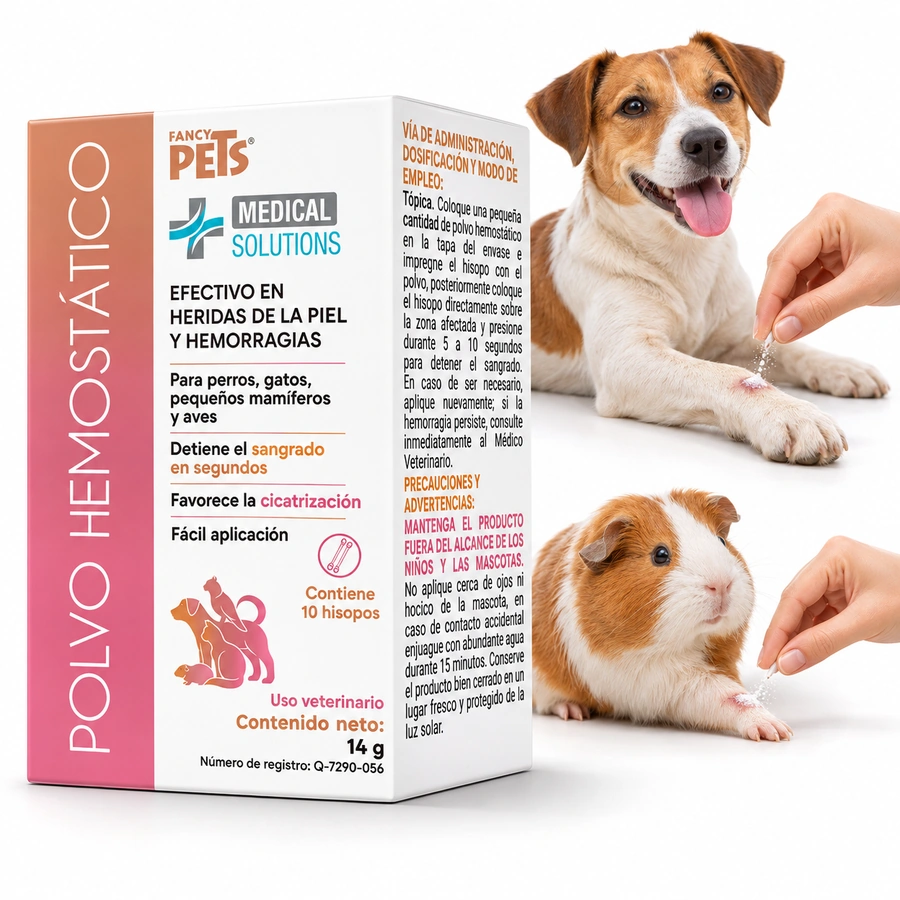 POLVO HEMOSTÁTICO
FANCY
PETS®
MEDICAL
SOLUTIONS
EFECTIVO EN
HERIDAS DE LA PIEL
Y HEMORRAGIAS
Para perros, gatos,
pequeños mamíferos
y aves
Detiene el sangrado
en segundos
Favorece la cicatrización
Fácil aplicación
Contiene
10 hisopos
Uso veterinario
Contenido neto:
14 g
Número de registro: Q-7290-056
VÍA DE ADMINISTRACIÓN,
DOSIFICACIÓN Y MODO DE
EMPLEO:
Tópica. Coloque una pequeña
cantidad de polvo hemostático
en la tapa del envase e
impregne el hisopo con el
polvo, posteriormente coloque
el hisopo directamente sobre
la zona afectada y presione
durante 5 a 10 segundos
para detener el sangrado.
En caso de ser necesario,
aplique nuevamente; si la
hemorragia persiste, consulte
inmediatamente al Médico
Veterinario.
PRECAUCIONES Y
ADVERTENCIAS:
MANTENGA EL PRODUCTO
FUERA DEL ALCANCE DE LOS
NIÑOS Y LAS MASCOTAS.
No aplique cerca de ojos ni
hocico de la mascota, en
caso de contacto accidental
enjuague con abundante agua
durante 15 minutos. Conserve
el producto bien cerrado en un
lugar fresco y protegido de la
luz solar.